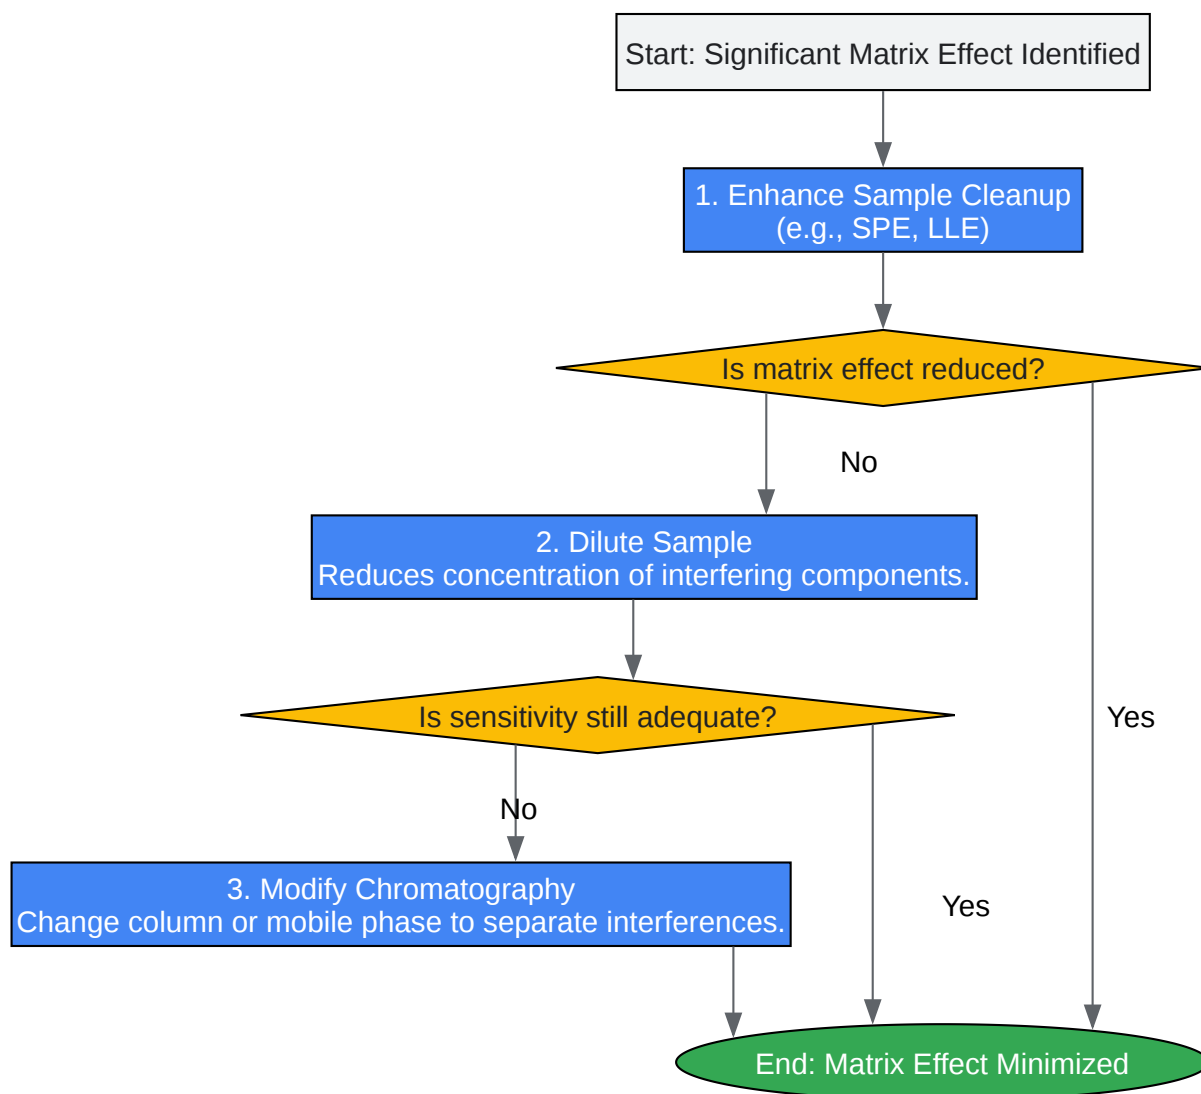 Start: Significant Matrix Effect Identified
1. Enhance Sample Cleanup
(e.g., SPE, LLE)
Is matrix effect reduced?
No
2. Dilute Sample
Reduces concentration of interfering components.
Is sensitivity still adequate?
Yes
No
3. Modify Chromatography
Change column or mobile phase to separate interferences.
Yes
End: Matrix Effect Minimized